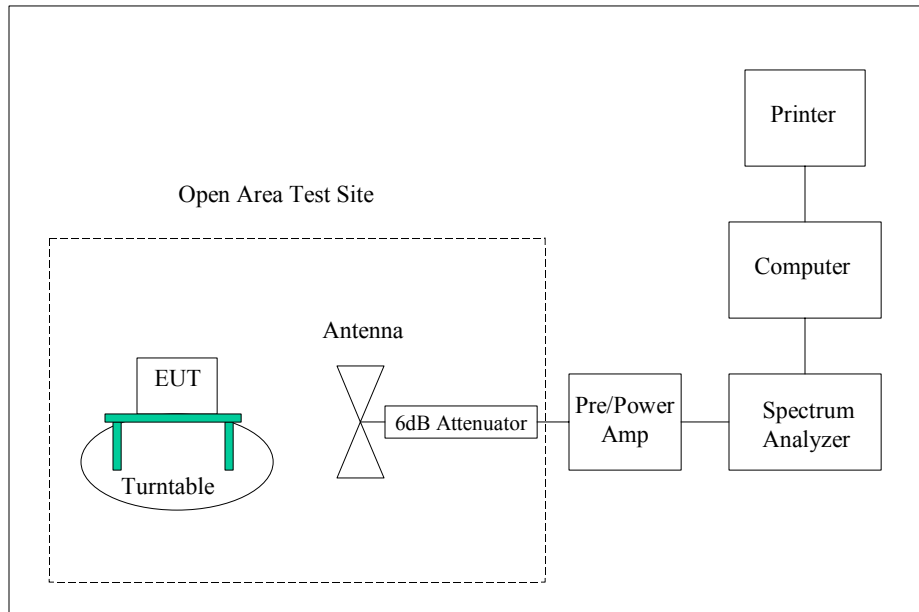 Printer
Open Area Test Site
Computer
Antenna
EUT
6dB Attenuator
Pre/Power
Amp
Spectrum
Analyzer
Turntable